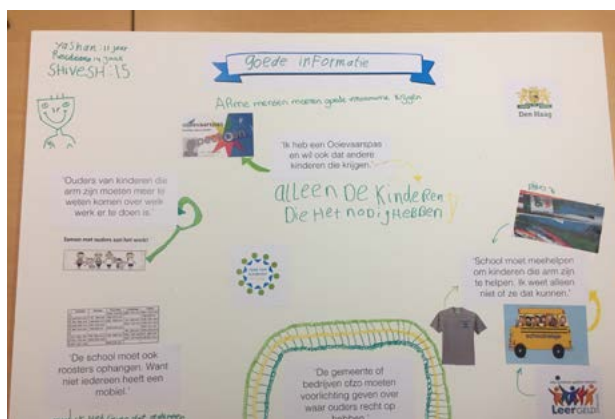 yashan: 11 jaar
SHIVESH: 15
goede informatie
Arme mensen moeten goede informatie krijgen
Den Haag
ooievaarspas
'Ik heb een Ooievaarspas
en wil ook dat andere
kinderen die krijgen.'
alleen De Kinderen
Die Het nodig Hebben
'Ouders van kinderen die
arm zijn moeten meer te
weten komen over welk
werk er te doen is.'
Samen met ouders aan het werk!
'School moet meehelpen
om kinderen die arm zijn
te helpen. Ik weet alleen
niet of ze dat kunnen.'
'De school moet ook
roosters ophangen. Want
niet iedereen heeft een
mobiel.'
'De gemeente of
bedrijven ofzo moeten
voorlichting geven over
waar ouders recht op
hebben.'
LeerGELD